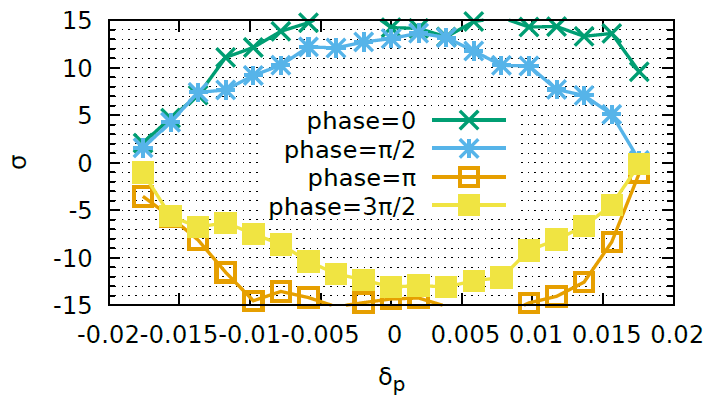 15
10
5
0
-5
-10
-15
σ
phase=0
phase=π/2
phase=π
phase=3π/2
-0.02 -0.015 -0.01 -0.005 0 0.005 0.01 0.015 0.02
δp